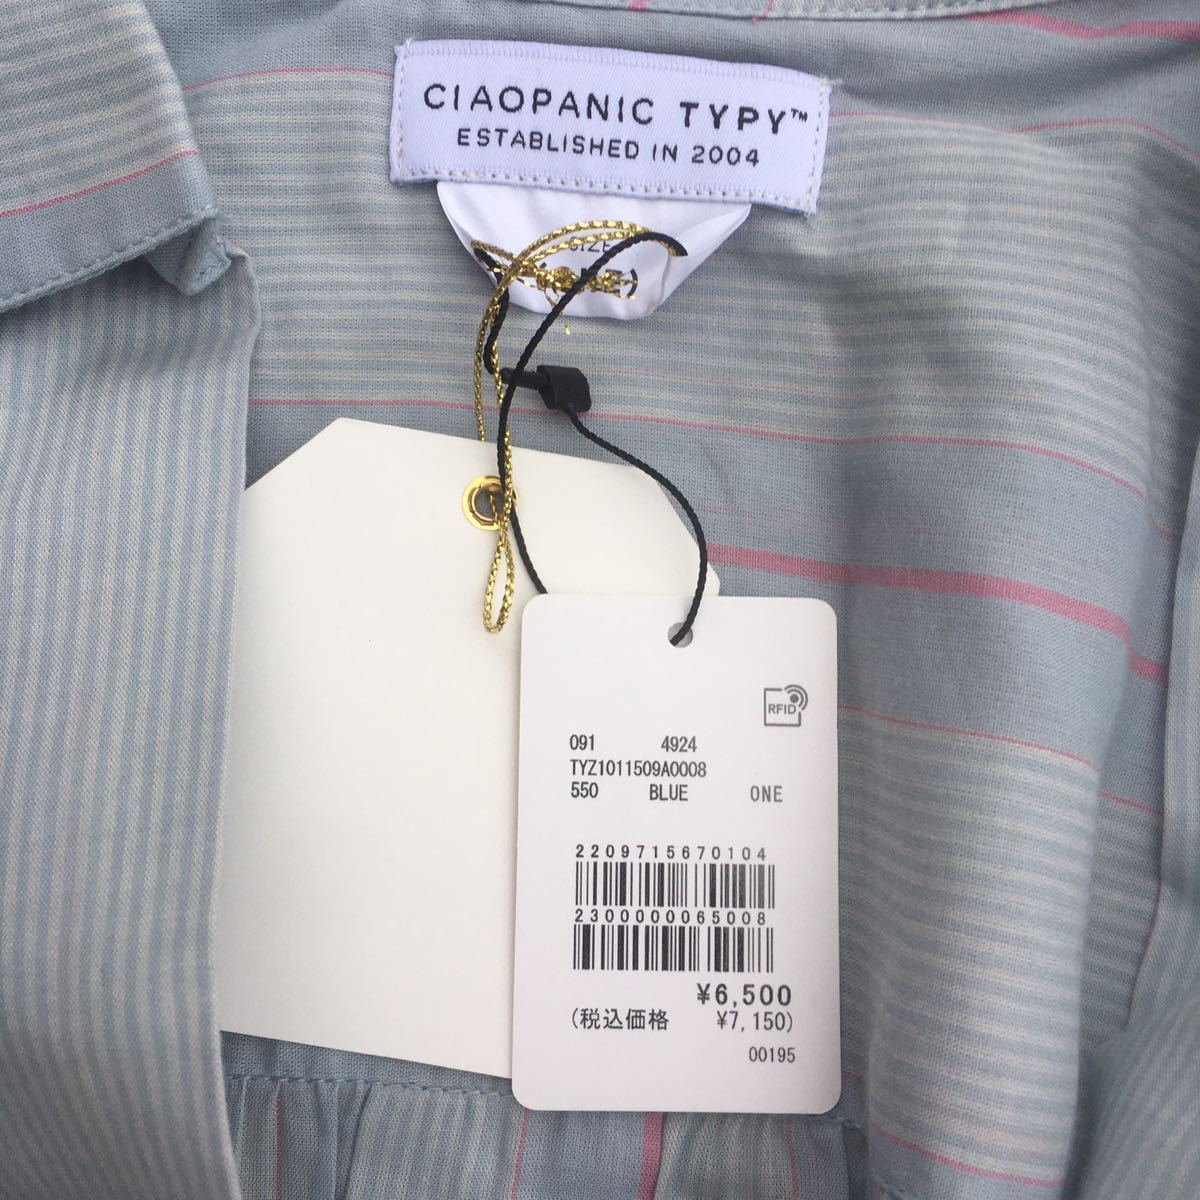 CIAOPANIC TYPY™
ESTABLISHED IN 2004
SIZE
RFID
091 4924
TYZ1011509A0008
550 BLUE ONE
2209715670104
2300000065008
¥6,500
(税込価格 ¥7,150)
00195